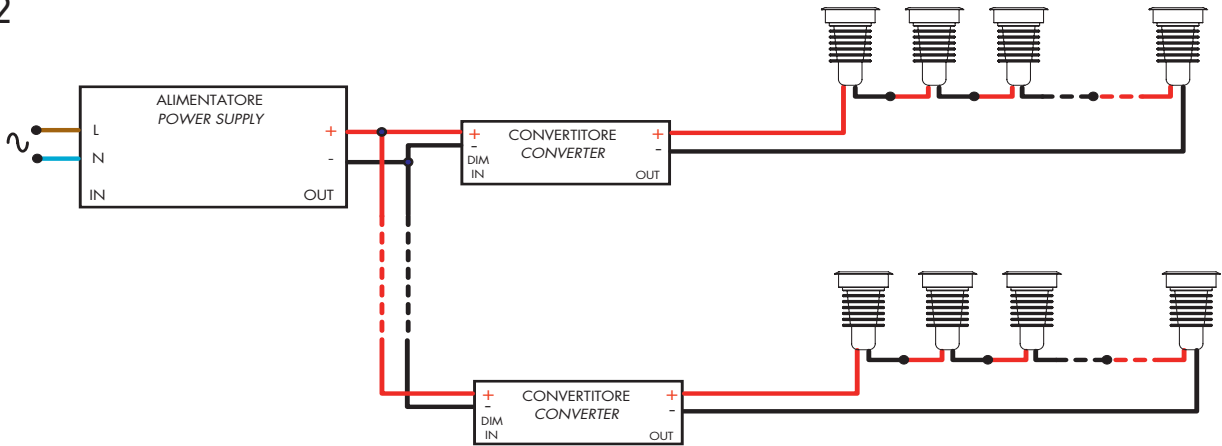 2
ALIMENTATORE
POWER SUPPLY
L +
N -
IN OUT
+ CONVERTITORE +
- CONVERTER -
DIM
IN OUT
+ CONVERTITORE +
- CONVERTER -
DIM
IN OUT